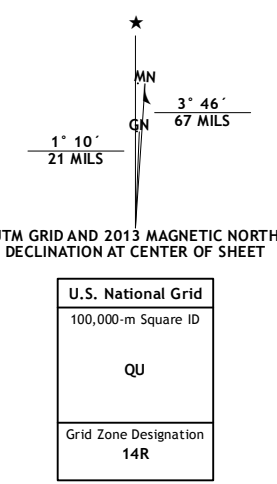 ★
MN
3° 46´
67 MILS
GN
1° 10´
21 MILS
UTM GRID AND 2013 MAGNETIC NORTH
DECLINATION AT CENTER OF SHEET
U.S. National Grid
100,000-m Square ID
QU
Grid Zone Designation
14R